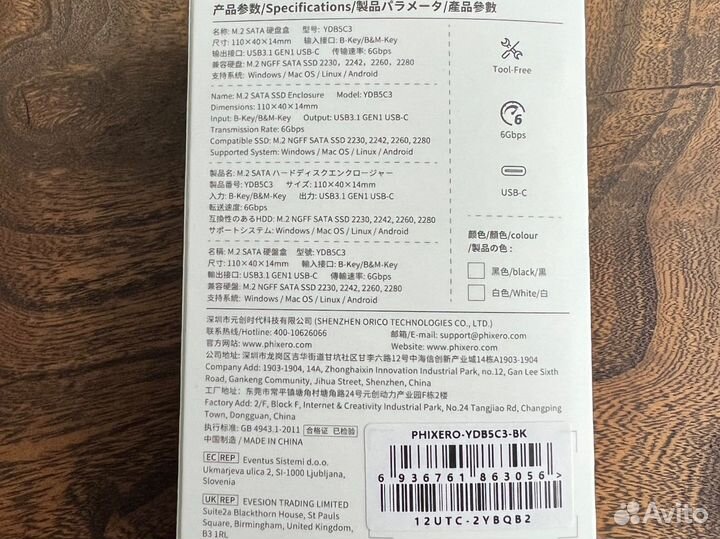 产品参数/Specifications/製品パラメータ/產品參數
名称: M.2 SATA 硬盘盒 型号: YDB5C3
尺寸: 110×40×14mm 输入接口: B-Key/B&M-Key
输出接口: USB3.1 GEN1 USB-C 传输速率: 6Gbps
兼容硬盘: M.2 NGFF SATA SSD 2230, 2242, 2260, 2280
支持系统: Windows / Mac OS / Linux / Android
Name: M.2 SATA SSD Enclosure Model: YDB5C3
Dimensions: 110×40×14mm
Input: B-Key/B&M-Key Output: USB3.1 GEN1 USB-C
Transmission Rate: 6Gbps
Compatible SSD: M.2 NGFF SATA SSD 2230, 2242, 2260, 2280
Supported System: Windows / Mac OS / Linux / Android
製品名: M.2 SATA ハードディスクエンクロージャー
製品番号: YDB5C3 サイズ: 110×40×14mm
入力: B-Key/B&M-Key 出力: USB3.1 GEN1 USB-C
転送速度: 6Gbps
互換性のあるHDD: M.2 NGFF SATA SSD 2230, 2242, 2260, 2280
サポートシステム: Windows / Mac OS / Linux / Android
名稱: M.2 SATA 硬盤盒 型號: YDB5C3
尺寸: 110×40×14mm 輸入接口: B-Key/B&M-Key
輸出接口: USB3.1 GEN1 USB-C 傳輸速率: 6Gbps
兼容硬盤: M.2 NGFF SATA SSD 2230, 2242, 2260, 2280
支持系統: Windows / Mac OS / Linux / Android
Tool-Free
6
6Gbps
USB-C
颜色/顏色/colour
/製品の色:
黑色/black/黒
白色/White/白
深圳市元创时代科技有限公司 (SHENZHEN ORICO TECHNOLOGIES CO., LTD.)
联系热线/Hotline: 400-10626066 邮箱/E-mail: support@phixero.com
官方网站/www.phixero.com Website: www.phixero.com
公司地址: 深圳市龙岗区吉华街道甘坑社区甘李六路12号中海信创新产业城14栋A1903-1904
Company Add: 1903-1904, 14A, Zhonghaixin Innovation Industrial Park, no.12, Gan Lee Sixth
Road, Gankeng Community, Jihua Street, Shenzhen, China
工厂地址: 东莞市常平镇塘角村塘角路24号元创动力产业园F栋2楼
Factory Add: 2/F, Block F, Internet & Creativity Industrial Park, No.24 Tangjiao Rd, Changping
Town, Dongguan, China
执行标准: GB 4943.1-2011 合格证 已检验
中国制造 / MADE IN CHINA
EC REP Eventus Sistemi d.o.o.
Ukmarjeva ulica 2, SI-1000 Ljubljana,
Slovenia
UK REP EVESION TRADING LIMITED
Suite2a Blackthorn House, St Pauls
Square, Birmingham, United Kingdom,
B3 1RL
PHIXERO-YDB5C3-BK
6 936761 863056 >
12UTC-2YBQB2
Avito